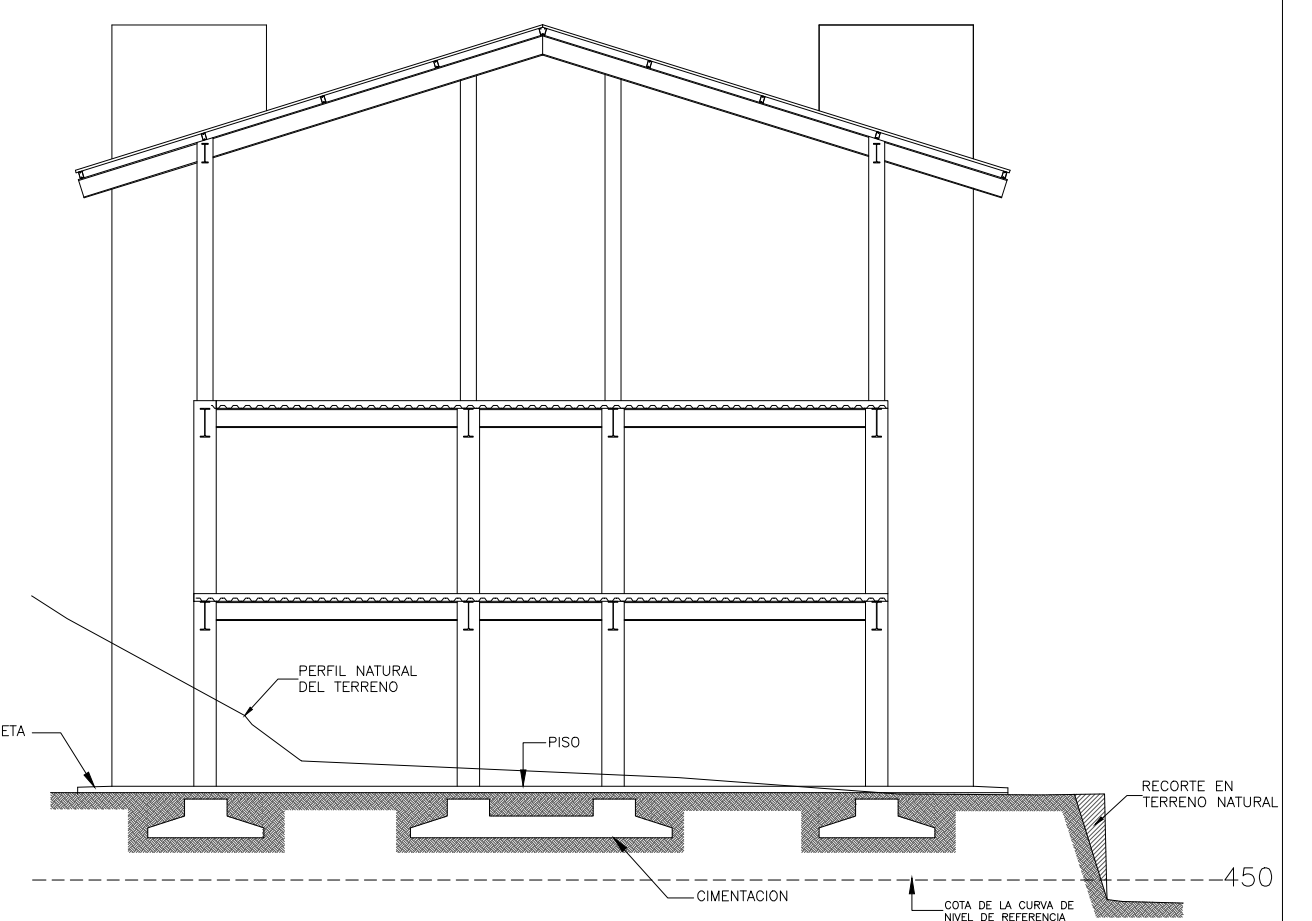 PERFIL NATURAL
DEL TERRENO
ETA
PISO
RECORTE EN
TERRENO NATURAL
450
CIMENTACION
COTA DE LA CURVA DE
NIVEL DE REFERENCIA